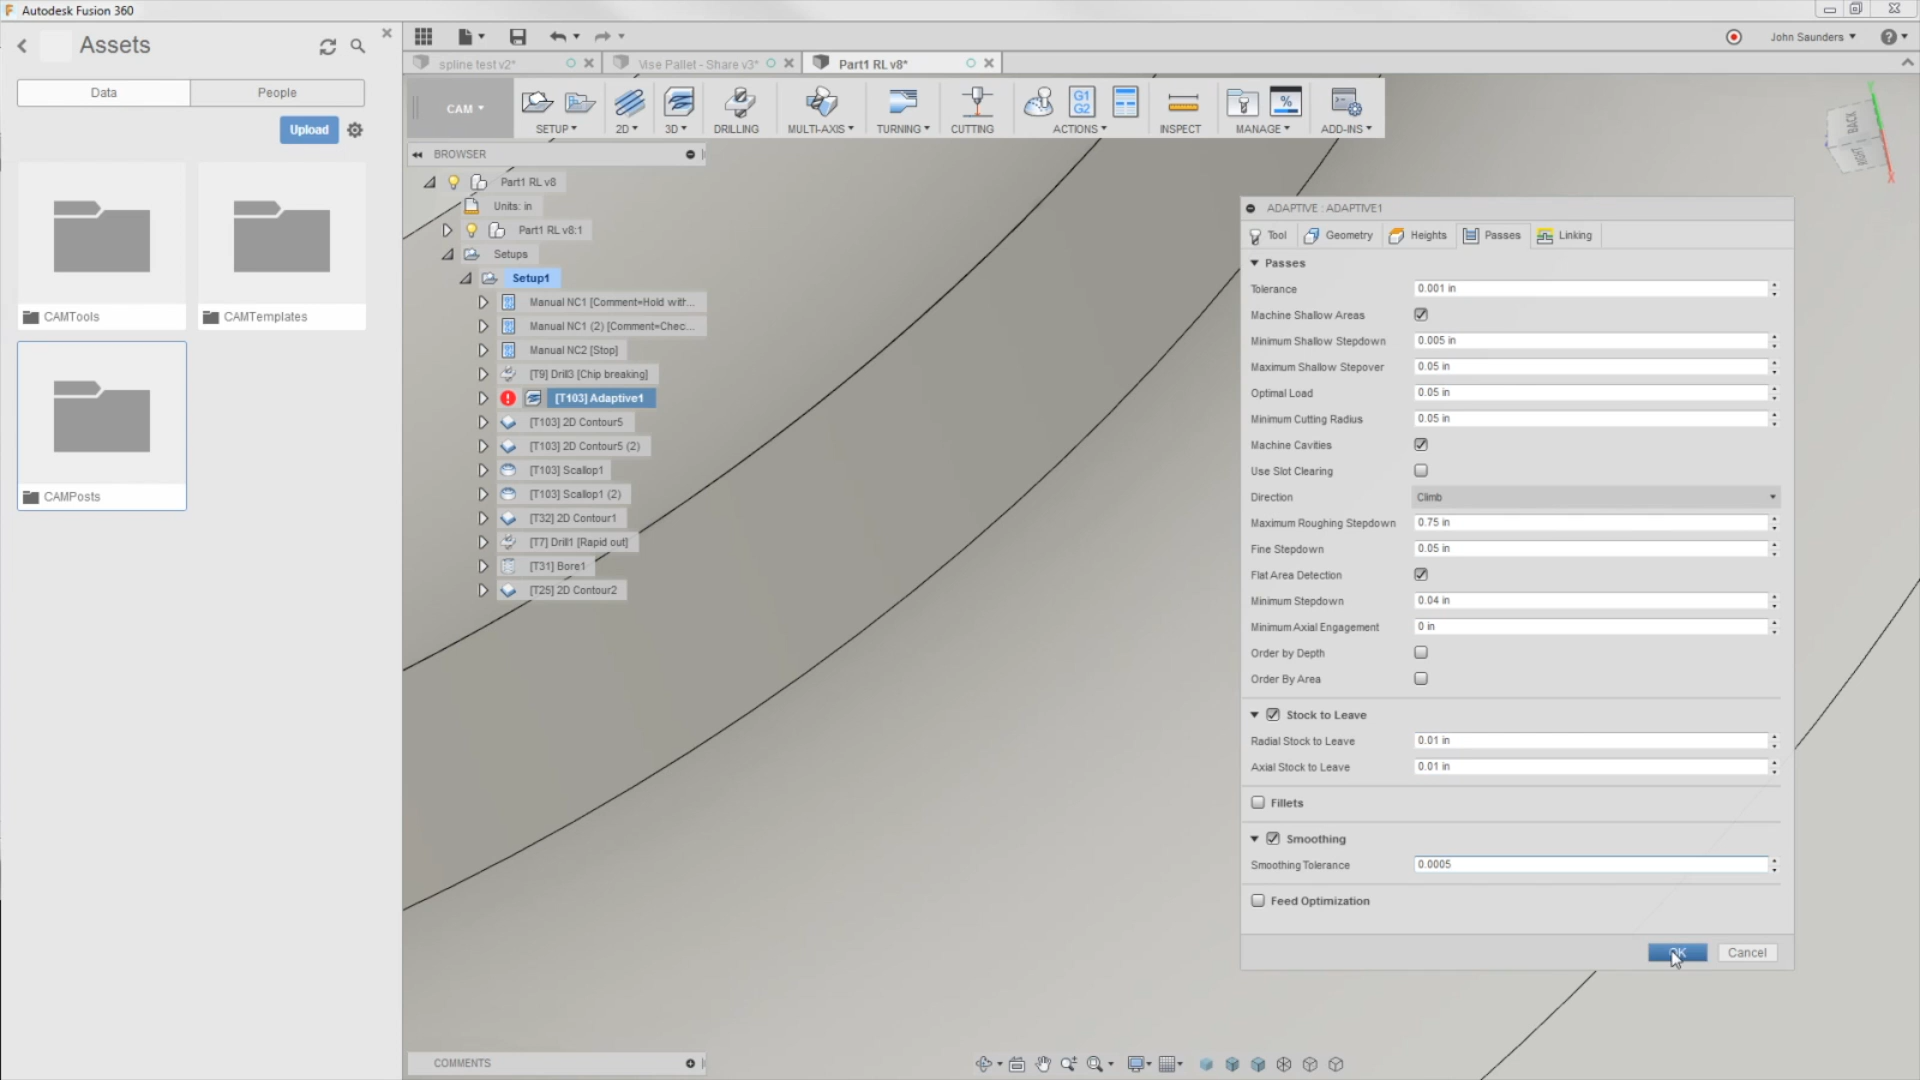 Autodesk Fusion 360
Assets
Data
People
Upload
CAMTools
CAMTemplates
CAMPosts
John Saunders
spline test v2*
Vise Pallet - Share v3*
Part1 RL v8*
CAM
SETUP
2D
3D
DRILLING
MULTI-AXIS
TURNING
CUTTING
G1
G2
ACTIONS
INSPECT
%
MANAGE
ADD-INS
BACK
RIGHT
X
BROWSER
Part1 RL v8
Units: in
Part1 RL v8:1
Setups
Setup1
Manual NC1 [Comment=Hold with...
Manual NC1 (2) [Comment=Chec...
Manual NC2 [Stop]
[T9] Drill3 [Chip breaking]
[T103] Adaptive1
[T103] 2D Contour5
[T103] 2D Contour5 (2)
[T103] Scallop1
[T103] Scallop1 (2)
[T32] 2D Contour1
[T7] Drill1 [Rapid out]
[T31] Bore1
[T25] 2D Contour2
ADAPTIVE : ADAPTIVE1
Tool
Geometry
Heights
Passes
Linking
Passes
Tolerance 0.001 in
Machine Shallow Areas
Minimum Shallow Stepdown 0.005 in
Maximum Shallow Stepover 0.05 in
Optimal Load 0.05 in
Minimum Cutting Radius 0.05 in
Machine Cavities
Use Slot Clearing
Direction Climb
Maximum Roughing Stepdown 0.75 in
Fine Stepdown 0.05 in
Flat Area Detection
Minimum Stepdown 0.04 in
Minimum Axial Engagement 0 in
Order by Depth
Order By Area
Stock to Leave
Radial Stock to Leave 0.01 in
Axial Stock to Leave 0.01 in
Fillets
Smoothing
Smoothing Tolerance 0.0005
Feed Optimization
OK
Cancel
COMMENTS